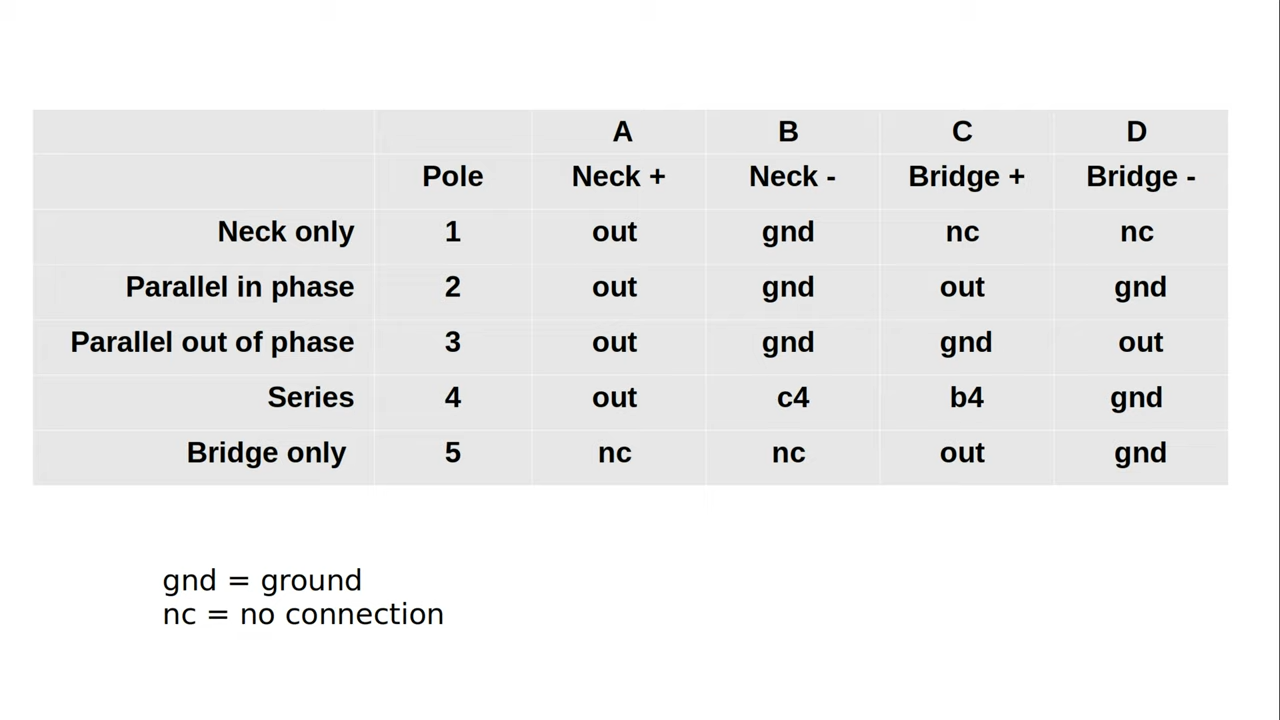 A B C D
Pole Neck + Neck - Bridge + Bridge -
Neck only 1 out gnd nc nc
Parallel in phase 2 out gnd out gnd
Parallel out of phase 3 out gnd gnd out
Series 4 out c4 b4 gnd
Bridge only 5 nc nc out gnd
gnd = ground
nc = no connection